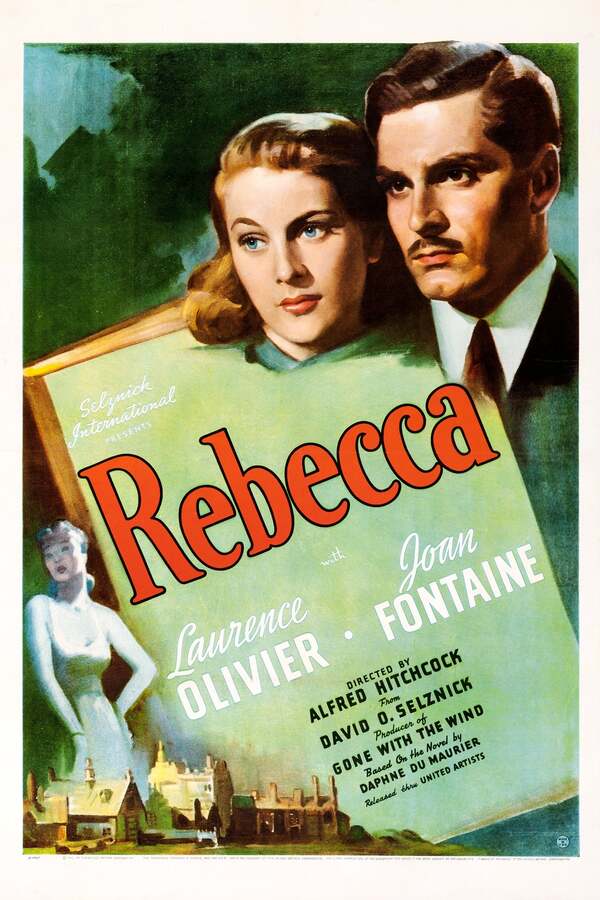 Selznick
International
PRESENTS
Rebecca
with
Laurence
OLIVIER • Joan
FONTAINE
DIRECTED BY
ALFRED HITCHCOCK
From
DAVID O. SELZNICK
Producer of
GONE WITH THE WIND
Based On the Novel by
DAPHNE DU MAURIER
Released thru UNITED ARTISTS